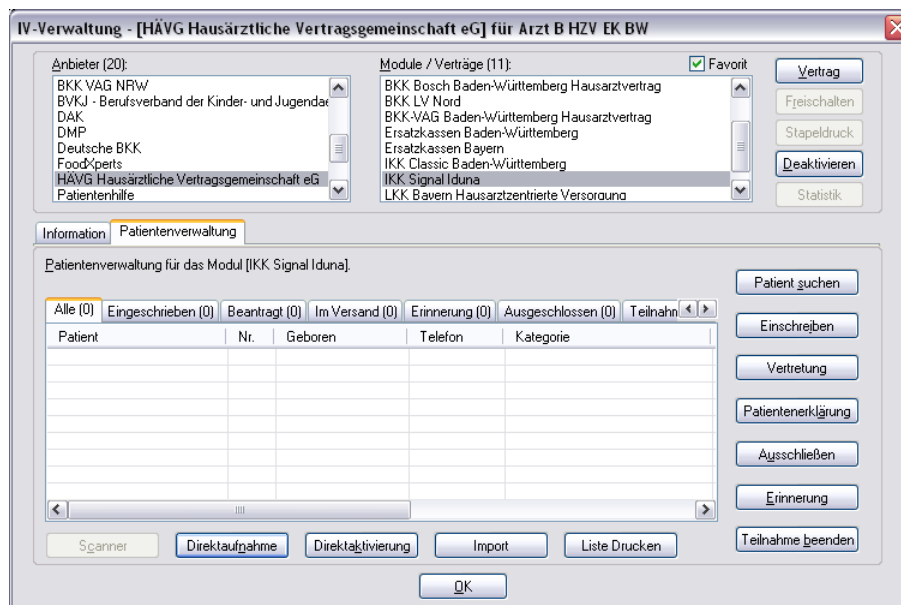 IV-Verwaltung - [HÄVG Hausärztliche Vertragsgemeinschaft eG] für Arzt B HZV EK BW
Anbieter (20):
BKK VAG NRW
BVKJ - Berufsverband der Kinder- und Jugendae
DAK
DMP
Deutsche BKK
FoodXperts
HÄVG Hausärztliche Vertragsgemeinschaft eG
Patientenhilfe
Module / Verträge (11):
Favorit
BKK Bosch Baden-Württemberg Hausarztvertrag
BKK LV Nord
BKK-VAG Baden-Württemberg Hausarztvertrag
Ersatzkassen Baden-Württemberg
Ersatzkassen Bayern
IKK Classic Baden-Württemberg
IKK Signal Iduna
LKK Bayern Hausarztzentrierte Versorgung
Vertrag
Freischalten
Stapeldruck
Deaktivieren
Statistik
Information Patientenverwaltung
Patientenverwaltung für das Modul [IKK Signal Iduna].
Alle (0) Eingeschrieben (0) Beantragt (0) Im Versand (0) Erinnerung (0) Ausgeschlossen (0) Teilnahm
Patient Nr. Geboren Telefon Kategorie
Patient suchen
Einschreiben
Vertretung
Patientenerklärung
Ausschließen
Erinnerung
Teilnahme beenden
Scanner Direktaufnahme Direktaktivierung Import Liste Drucken
OK